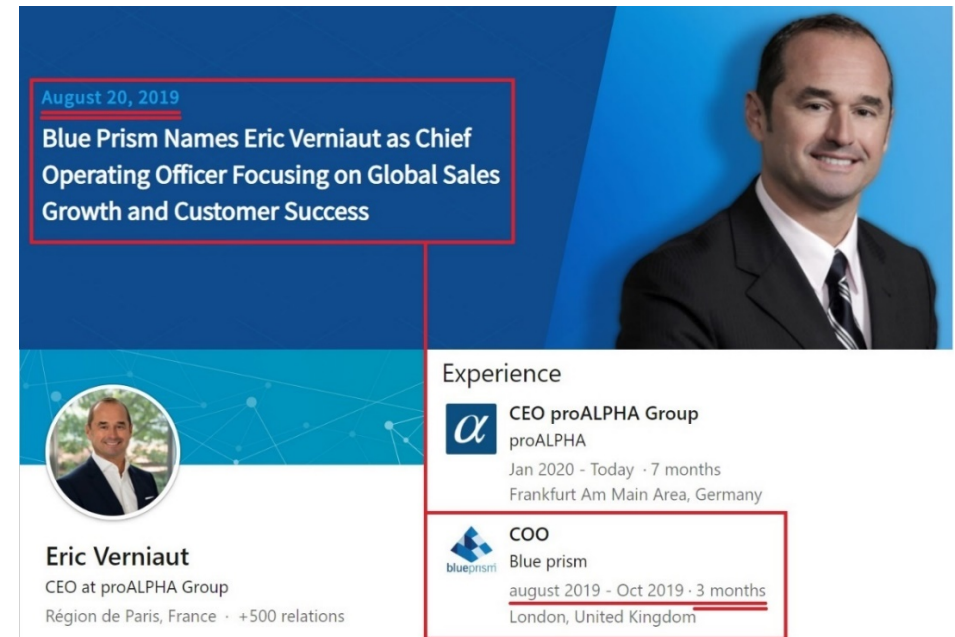 August 20, 2019
Blue Prism Names Eric Verniaut as Chief
Operating Officer Focusing on Global Sales
Growth and Customer Success
Eric Verniaut
CEO at proALPHA Group
Région de Paris, France · +500 relations
Experience
α
CEO proALPHA Group
proALPHA
Jan 2020 - Today · 7 months
Frankfurt Am Main Area, Germany
blueprism
COO
Blue prism
august 2019 - Oct 2019 · 3 months
London, United Kingdom